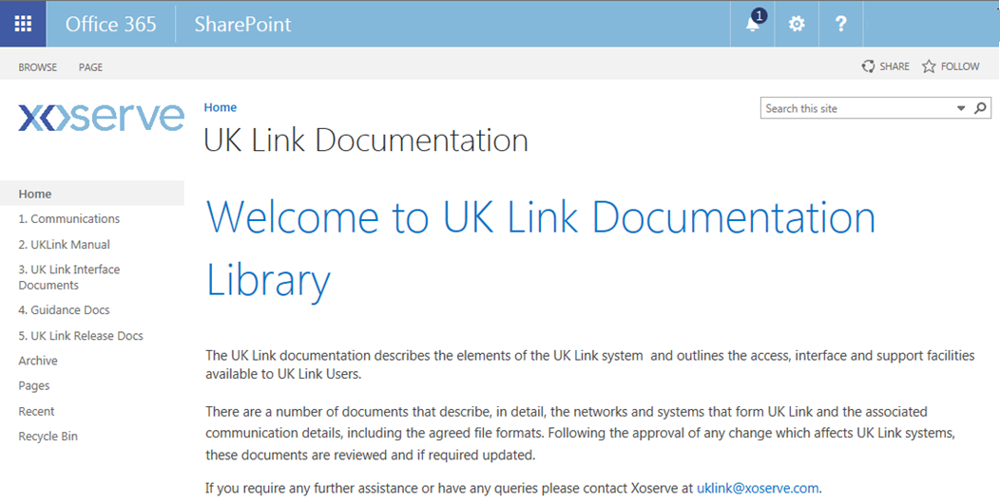 Office 365 SharePoint 1 ?
BROWSE PAGE SHARE FOLLOW
xoserve
Home
Search this site
UK Link Documentation
Home
1. Communications
2. UKLink Manual
3. UK Link Interface
Documents
4. Guidance Docs
5. UK Link Release Docs
Archive
Pages
Recent
Recycle Bin
Welcome to UK Link Documentation
Library
The UK Link documentation describes the elements of the UK Link system  and outlines the access, interface and support facilities
available to UK Link Users.
There are a number of documents that describe, in detail, the networks and systems that form UK Link and the associated
communication details, including the agreed file formats. Following the approval of any change which affects UK Link systems,
these documents are reviewed and if required updated.
If you require any further assistance or have any queries please contact Xoserve at uklink@xoserve.com.